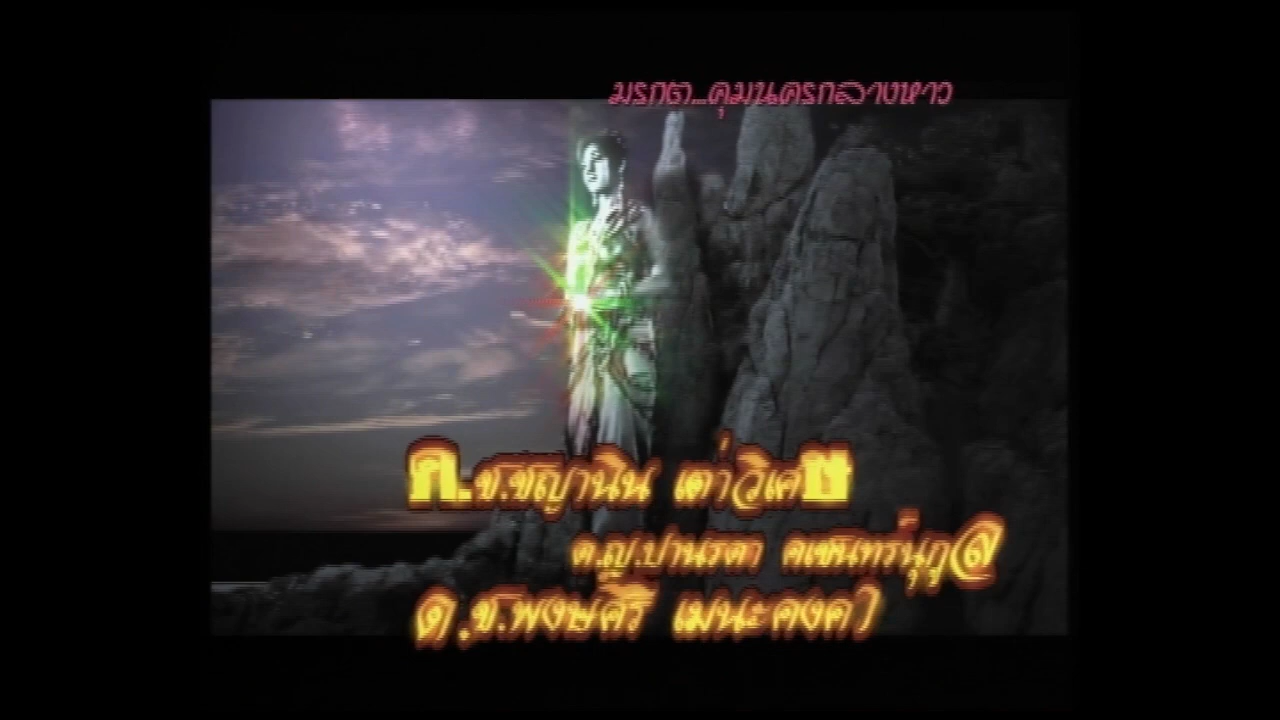 มรกต...คุมนครกลางหาว
ด.ช.ชญานิน เต่าวิเศษ
ด.ญ.ปานรดา คเชนทร์นุกูล
ด.ช.พงษ์ศิริ เมนะคงคา